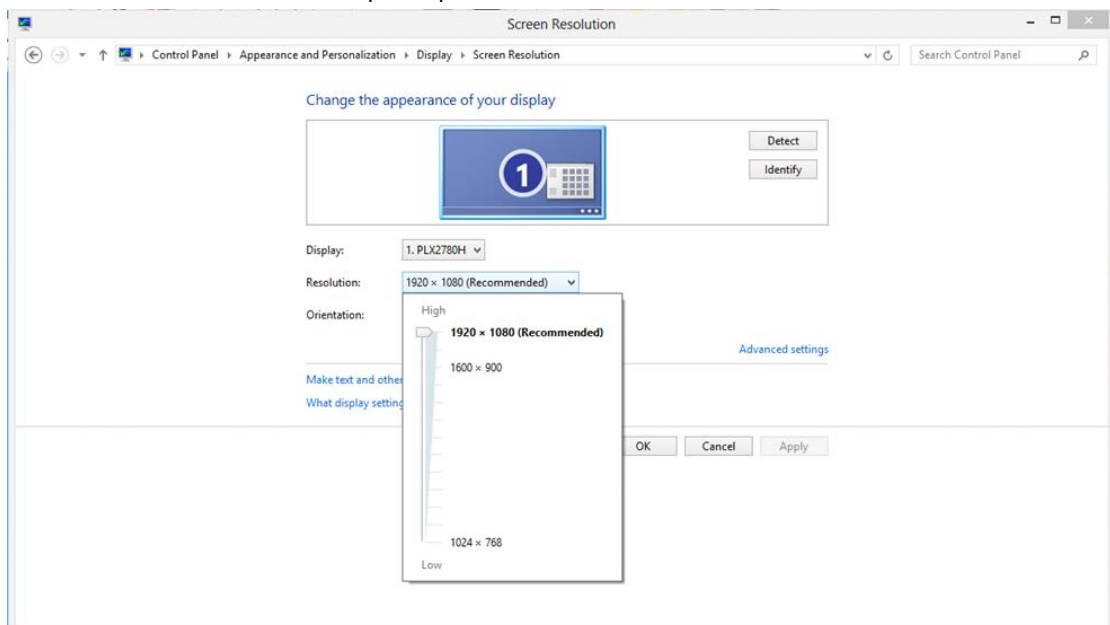 Screen Resolution
Control Panel Appearance and Personalization Display Screen Resolution
Search Control Panel
Change the appearance of your display
1
Detect
Identify
Display: 1. PLX2780H
Resolution: 1920 × 1080 (Recommended)
Orientation:
High
1920 × 1080 (Recommended)
1600 × 900
1024 × 768
Low
Advanced settings
Make text and other
What display setting
OK Cancel Apply